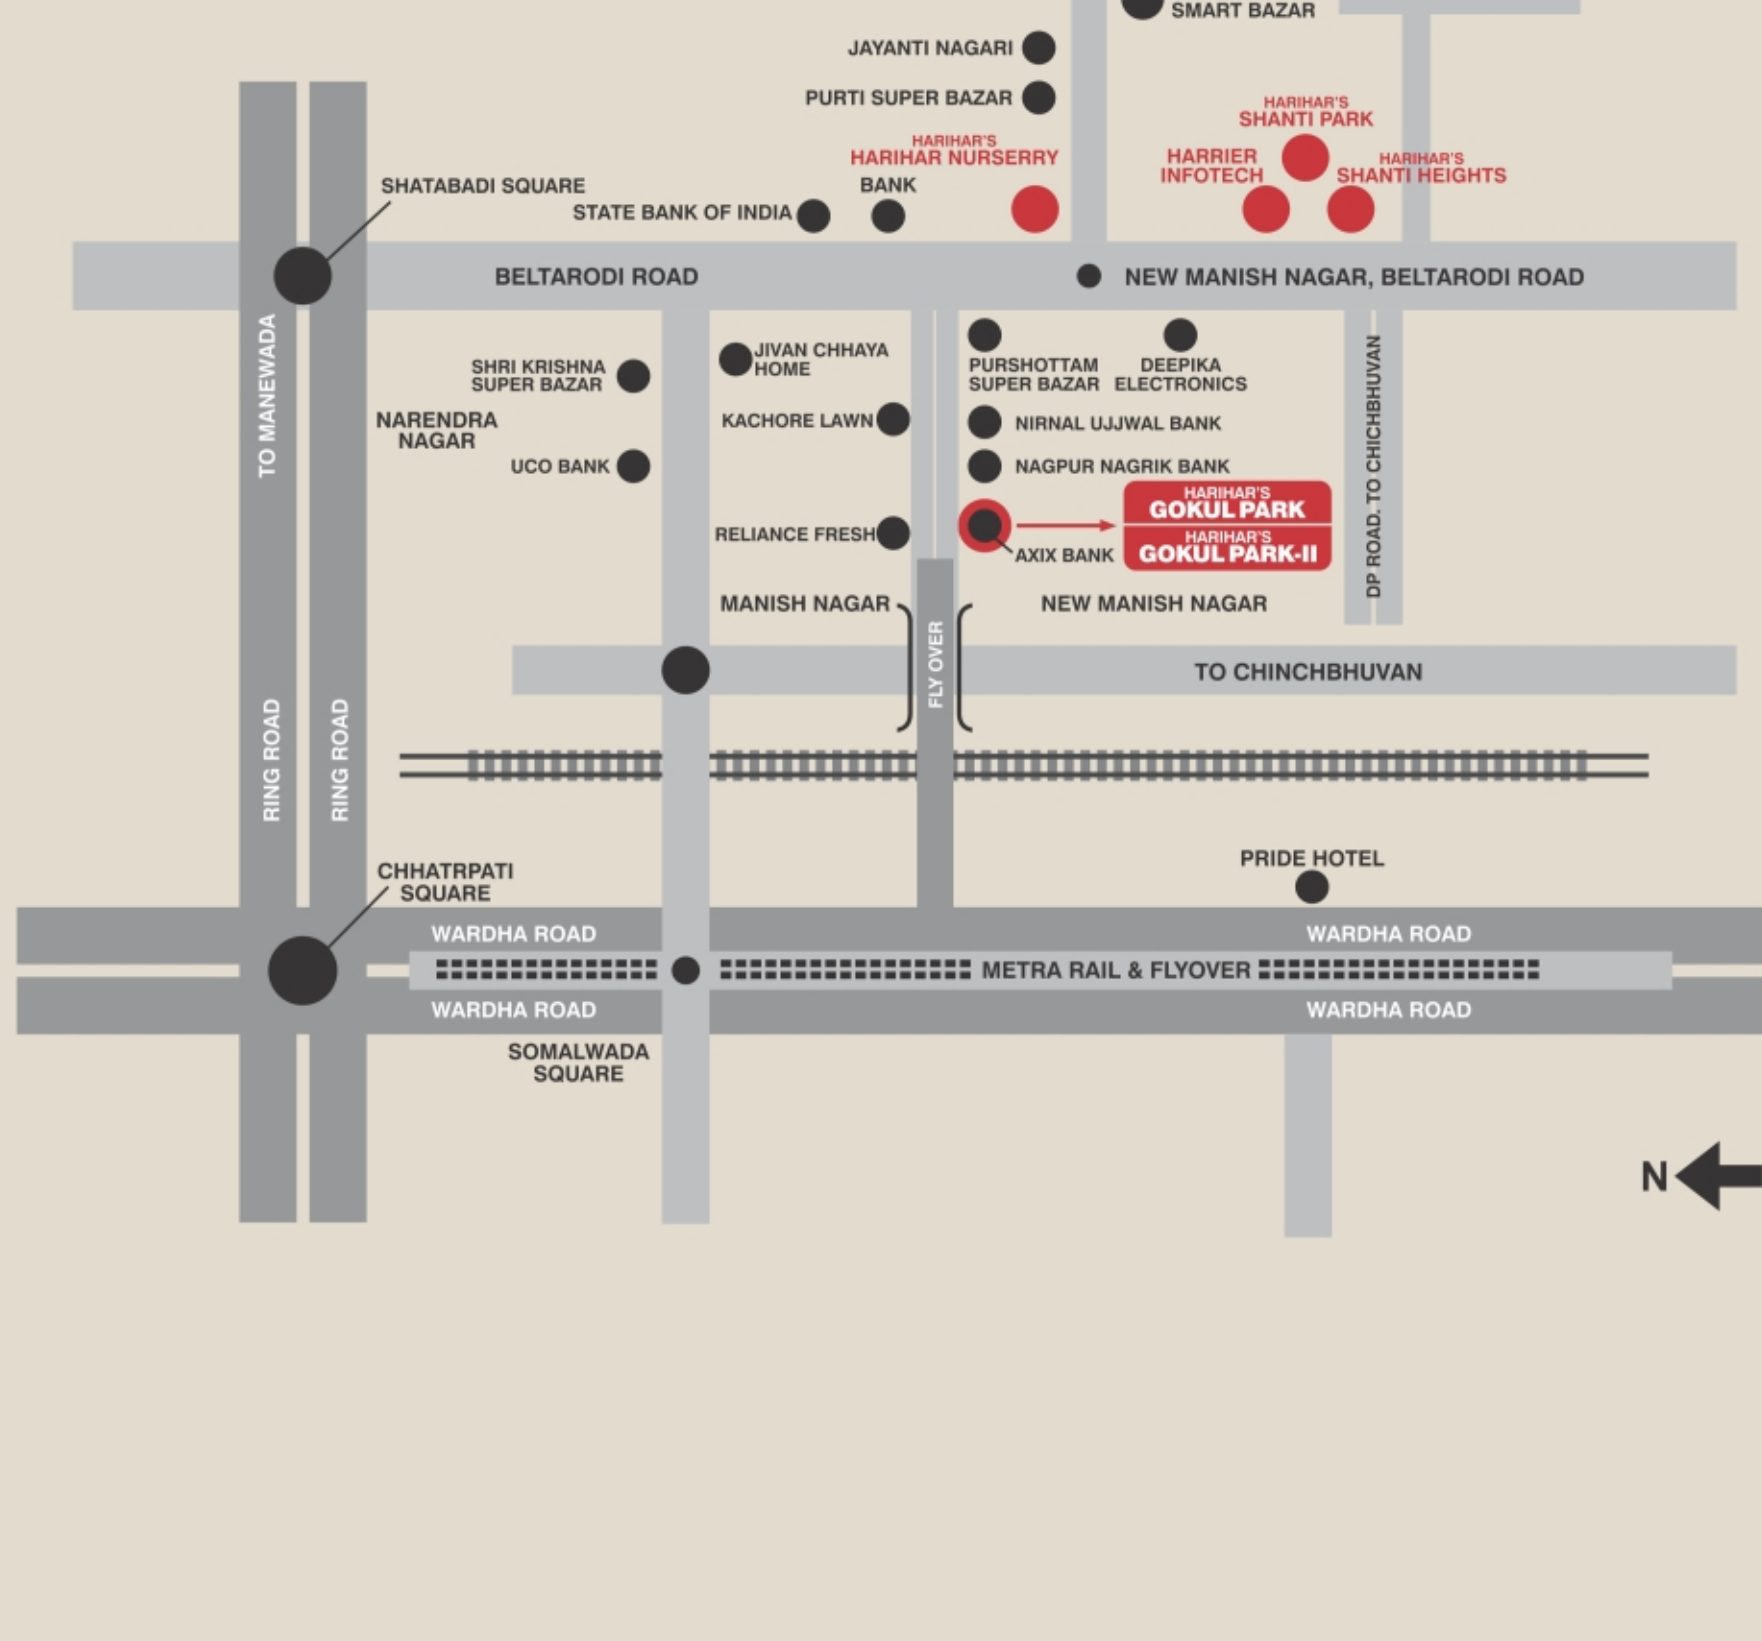 SMART BAZAR
JAYANTI NAGARI
PURTI SUPER BAZAR
HARIHAR'S
SHANTI PARK
HARIHAR'S
HARIHAR NURSERRY
HARRIER
INFOTECH
HARIHAR'S
SHANTI HEIGHTS
SHATABADI SQUARE
BANK
STATE BANK OF INDIA
BELTARODI ROAD
NEW MANISH NAGAR, BELTARODI ROAD
TO MANEWADA
SHRI KRISHNA
SUPER BAZAR
JIVAN CHHAYA
HOME
PURSHOTTAM
SUPER BAZAR
DEEPIKA
ELECTRONICS
DP ROAD. TO CHICHBHUVAN
NARENDRA
NAGAR
KACHORE LAWN
NIRNAL UJJWAL BANK
UCO BANK
NAGPUR NAGRIK BANK
HARIHAR'S
GOKUL PARK
HARIHAR'S
GOKUL PARK-II
RELIANCE FRESH
AXIX BANK
MANISH NAGAR
NEW MANISH NAGAR
FLY OVER
TO CHINCHBHUVAN
RING ROAD
RING ROAD
CHHATRPATI
SQUARE
PRIDE HOTEL
WARDHA ROAD
WARDHA ROAD
METRA RAIL & FLYOVER
WARDHA ROAD
WARDHA ROAD
SOMALWADA
SQUARE
N